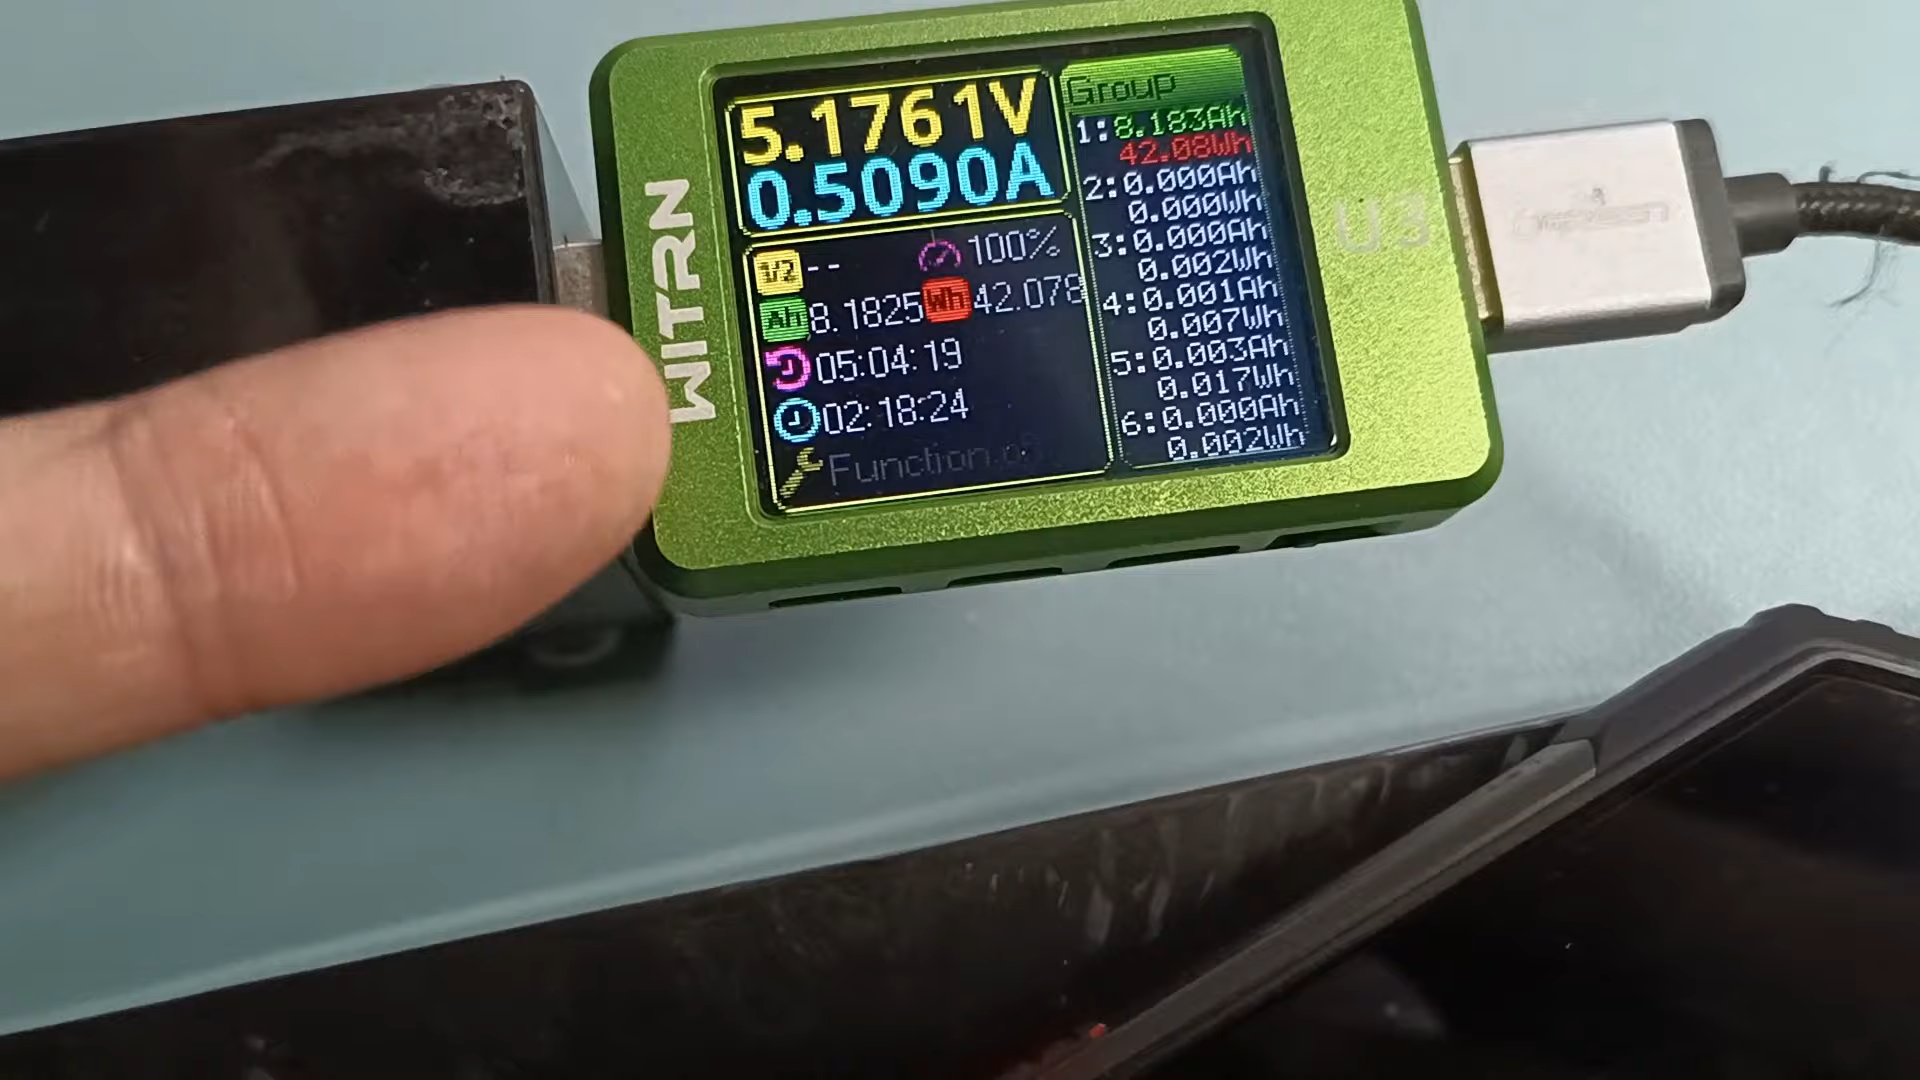 WITRN
5.1761V
0.5090A
1/2 -- 100%
Ah 8.1825 Wh 42.078
05:04:19
02:18:24
Function of
Group
1:8.183Ah
42.08Wh
2:0.000Ah
0.000Wh
3:0.000Ah
0.002Wh
4:0.001Ah
0.007Wh
5:0.003Ah
0.017Wh
6:0.000Ah
0.002Wh
U3